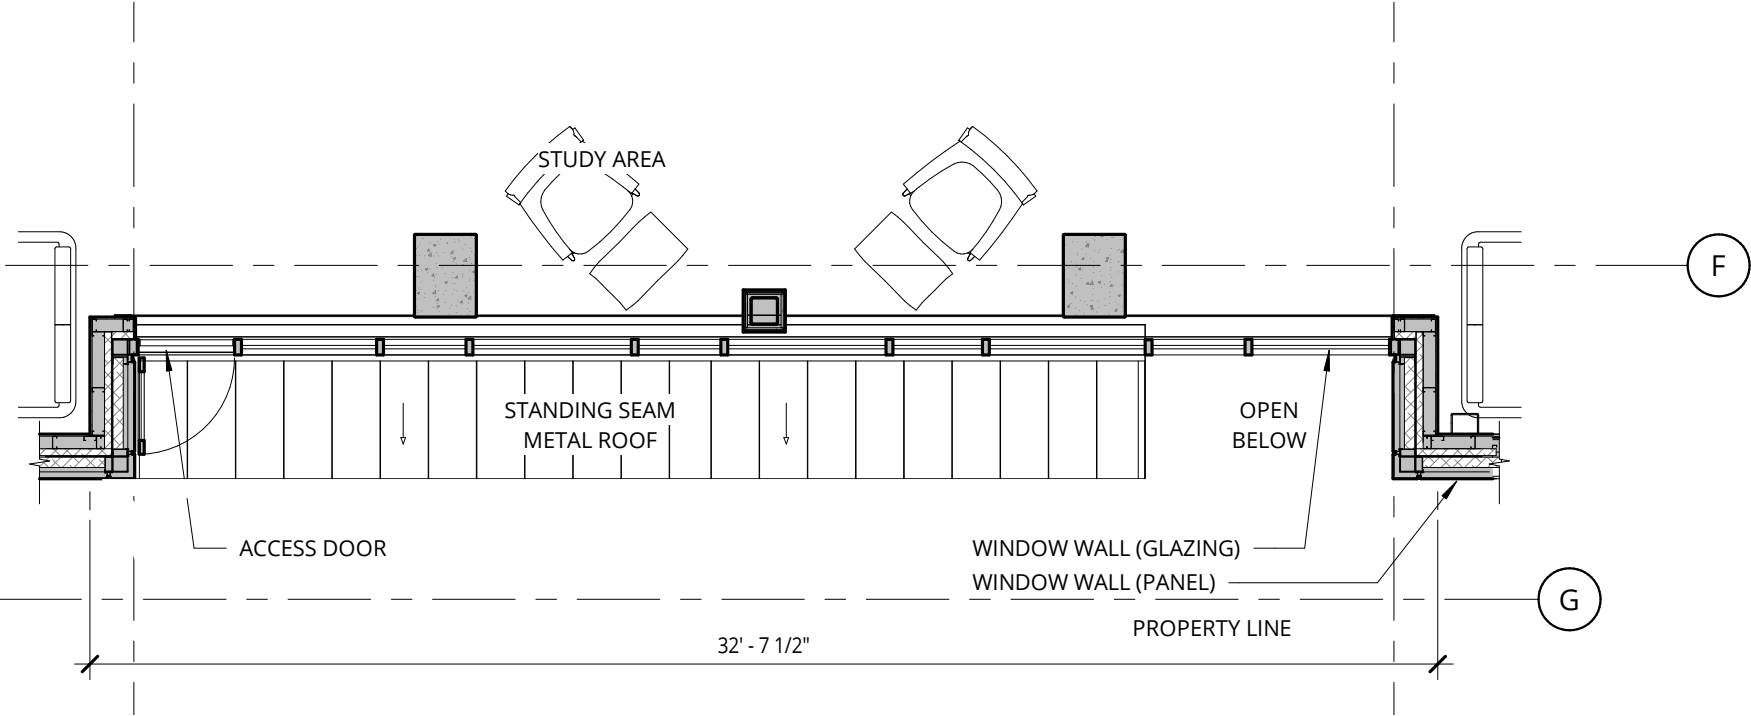 STUDY AREA
F
STANDING SEAM
METAL ROOF
OPEN
BELOW
ACCESS DOOR
WINDOW WALL (GLAZING)
WINDOW WALL (PANEL)
G
PROPERTY LINE
32' - 7 1/2"